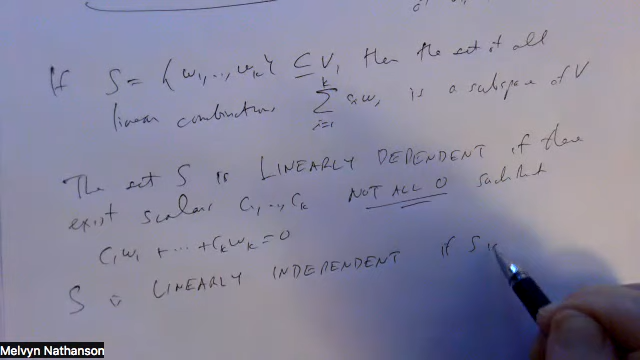 If S = { w1, ..., wk } ⊆ V, then the set of all
linear combinations k∑i=1 ciwi is a subspace of V
The set S is LINEARLY DEPENDENT if there
exist scalars c1, ..., ck NOT ALL 0 such that
c1w1 + ... + ckwk = 0
S is LINEARLY INDEPENDENT if S is
Melvyn Nathanson